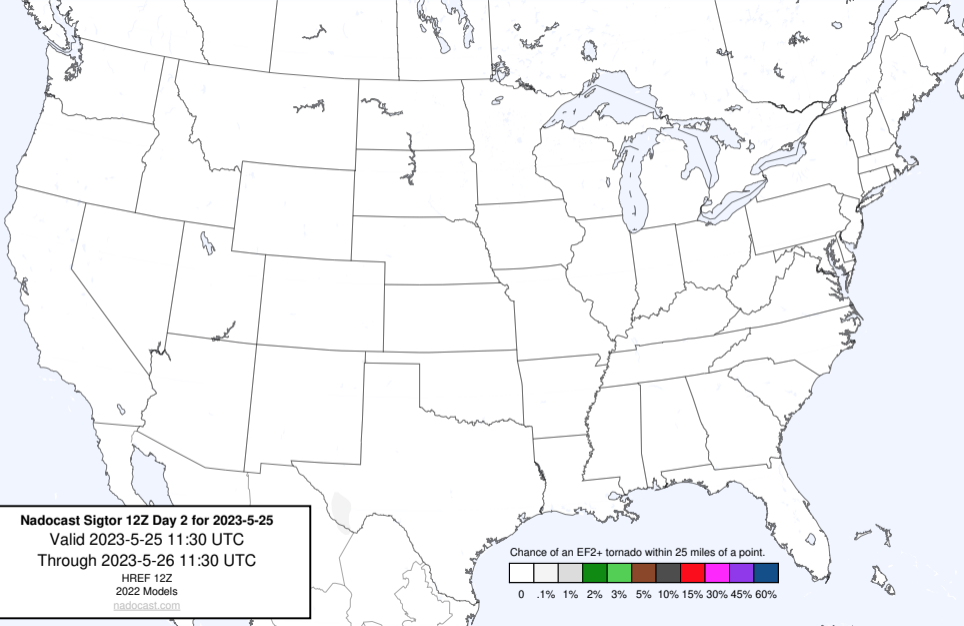 Nadocast Sigtor 12Z Day 2 for 2023-5-25
Valid 2023-5-25 11:30 UTC
Through 2023-5-26 11:30 UTC
HREF 12Z
2022 Models
nadocast.com
Chance of an EF2+ tornado within 25 miles of a point.
0 .1% 1% 2% 3% 5% 10% 15% 30% 45% 60%